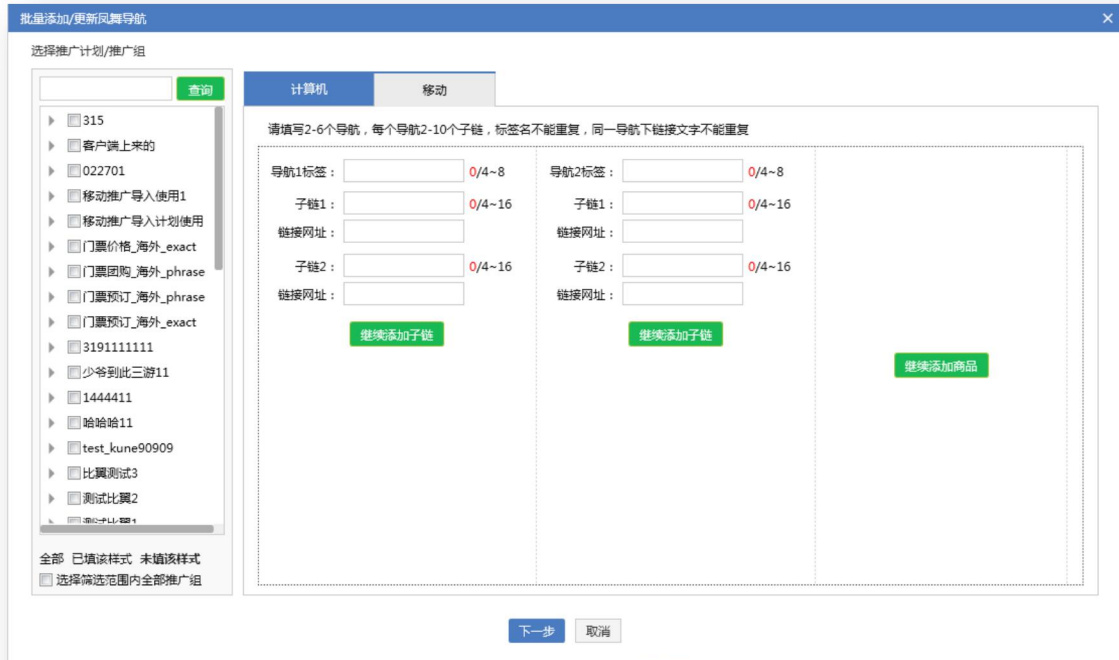 批量添加/更新凤舞导航
×
选择推广计划/推广组
查询
315
客户端上来的
022701
移动推广导入使用1
移动推广导入计划使用
门票价格_海外_exact
门票团购_海外_phrase
门票预订_海外_phrase
门票预订_海外_exact
3191111111
少爷到此三游11
1444411
哈哈哈11
test_kune90909
比翼测试3
测试比翼2
测试比翼1
全部 已填该样式 未填该样式
选择筛选范围内全部推广组
计算机 移动
请填写2-6个导航，每个导航2-10个子链，标签名不能重复，同一导航下链接文字不能重复
导航1标签： 0/4~8
子链1： 0/4~16
链接网址：
子链2： 0/4~16
链接网址：
继续添加子链
导航2标签： 0/4~8
子链1： 0/4~16
链接网址：
子链2： 0/4~16
链接网址：
继续添加子链
继续添加商品
下一步 取消